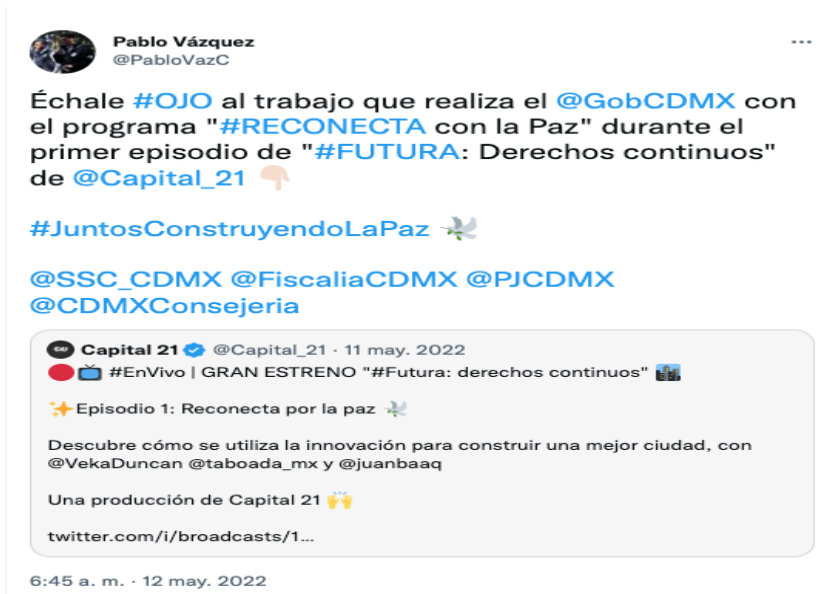 Pablo Vázquez
@PabloVazC
Échale #OJO al trabajo que realiza el @GobCDMX con
el programa "#RECONECTA con la Paz" durante el
primer episodio de "#FUTURA: Derechos continuos"
de @Capital_21 👇🏻
#JuntosConstruyendoLaPaz 🕊️
@SSC_CDMX @FiscaliaCDMX @PJCDMX
@CDMXConsejeria
Capital 21 @Capital_21 · 11 may. 2022
🔴📺 #EnVivo | GRAN ESTRENO "#Futura: derechos continuos" 🏙️
✨Episodio 1: Reconecta por la paz 🕊️
Descubre cómo se utiliza la innovación para construir una mejor ciudad, con
@VekaDuncan @taboada_mx y @juanbaaq
Una producción de Capital 21 🙌
twitter.com/i/broadcasts/1...
6:45 a. m. · 12 may. 2022